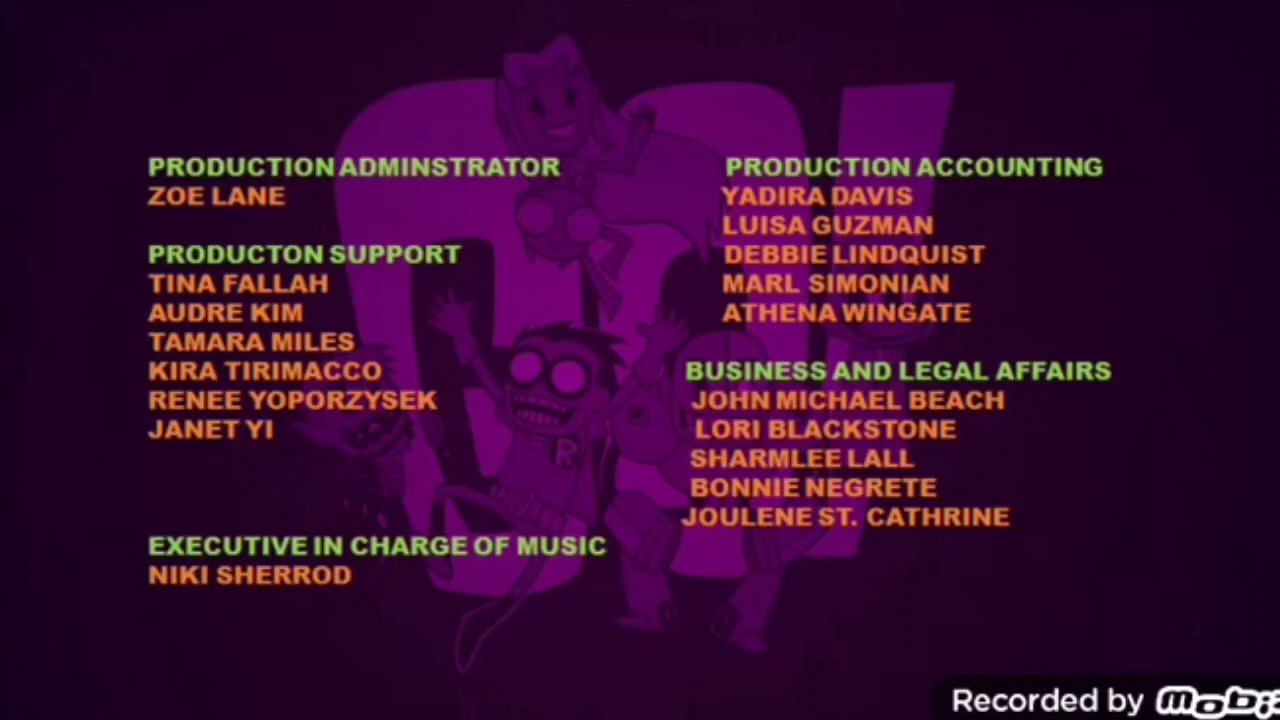 PRODUCTION ADMINSTRATOR
ZOE LANE
PRODUCTON SUPPORT
TINA FALLAH
AUDRE KIM
TAMARA MILES
KIRA TIRIMACCO
RENEE YOPORZYSEK
JANET YI
EXECUTIVE IN CHARGE OF MUSIC
NIKI SHERROD
PRODUCTION ACCOUNTING
YADIRA DAVIS
LUISA GUZMAN
DEBBIE LINDQUIST
MARL SIMONIAN
ATHENA WINGATE
BUSINESS AND LEGAL AFFAIRS
JOHN MICHAEL BEACH
LORI BLACKSTONE
SHARMLEE LALL
BONNIE NEGRETE
JOULENE ST. CATHRINE
R
Recorded by